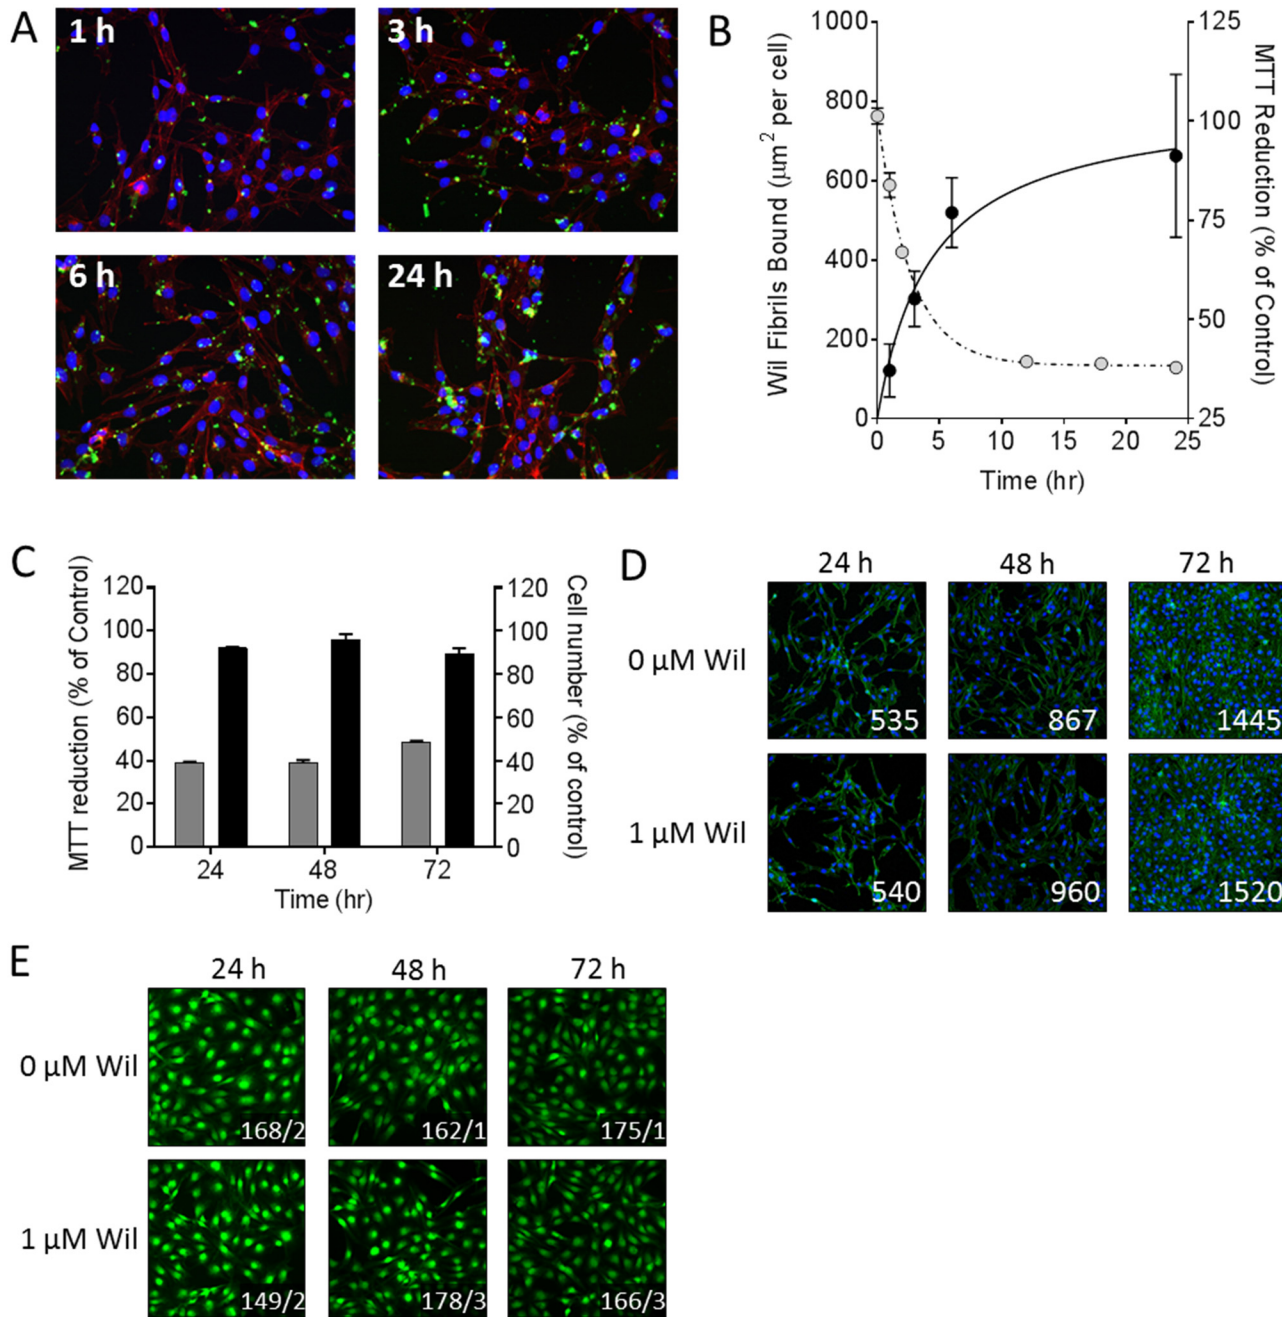 A
1 h
3 h
6 h
24 h
B
Wil Fibrils Bound (μm² per cell)
1000
800
600
400
200
0
0 5 10 15 20 25
Time (hr)
125
100
75
50
25
MTT Reduction (% of Control)
C
MTT reduction (% of Control)
120
100
80
60
40
20
0
24 48 72
Time (hr)
120
100
80
60
40
20
0
Cell number (% of control)
D
24 h 48 h 72 h
0 μM Wil
535 867 1445
1 μM Wil
540 960 1520
E
24 h 48 h 72 h
0 μM Wil
168/2 162/1 175/1
1 μM Wil
149/2 178/3 166/3